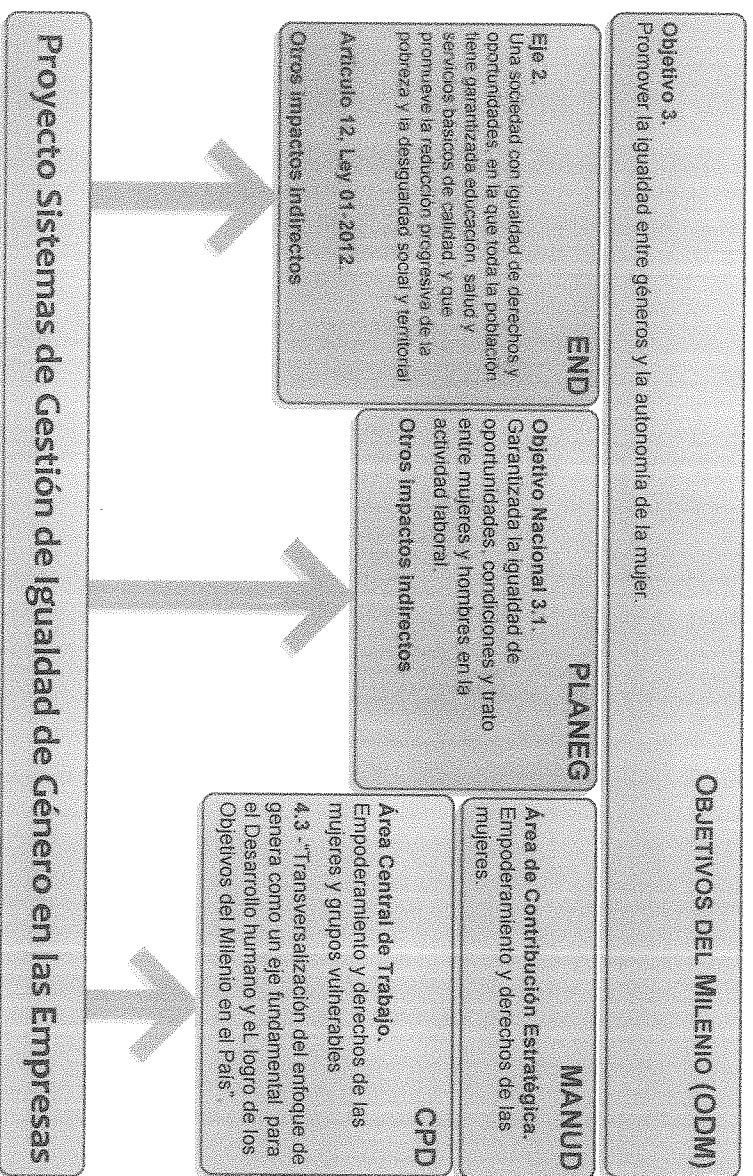 OBJETIVOS DEL MILENIO (ODM)
Objetivo 3.
Promover la igualdad entre géneros y la autonomía de la mujer.
END
Eje 2.
Una sociedad con igualdad de derechos y
oportunidades, en la que toda la población
tiene garantizada educación, salud y
servicios básicos de calidad, y que
promueve la reducción progresiva de la
pobreza y la desigualdad social y territorial
Artículo 12, Ley 01-2012.
Otros impactos indirectos
PLANEG
Objetivo Nacional 3.1.
Garantizada la igualdad de
oportunidades, condiciones y trato
entre mujeres y hombres en la
actividad laboral.
Otros impactos indirectos
MANUD
Área de Contribución Estratégica.
Empoderamiento y derechos de las
mujeres.
CPD
Área Central de Trabajo.
Empoderamiento y derechos de las
mujeres y grupos vulnerables
4.3 -"Transversalización del enfoque de
genera como un eje fundamental para
el Desarrollo humano y eL logro de los
Objetivos del Milenio en el País".
Proyecto Sistemas de Gestión de Igualdad de Género en las Empresas